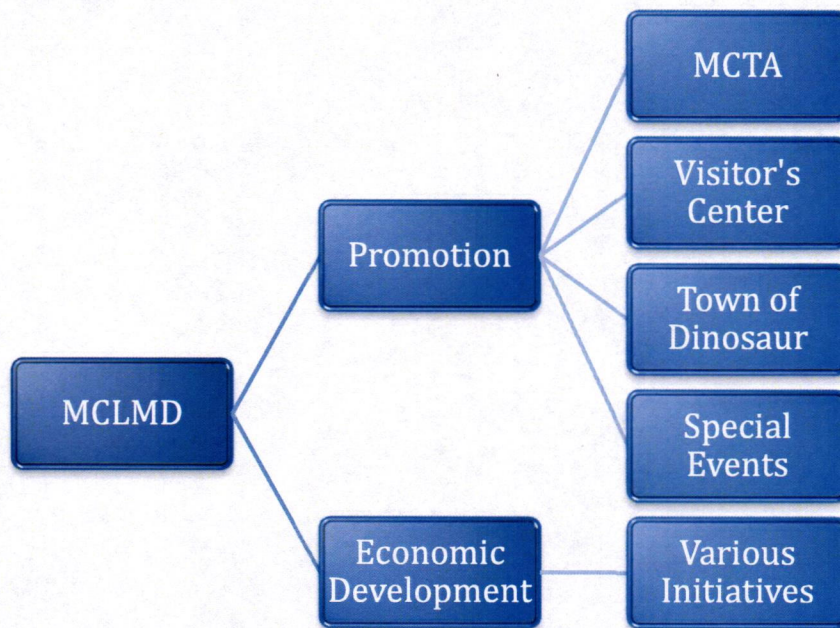 MCLMD
Promotion
Economic
Development
MCTA
Visitor's
Center
Town of
Dinosaur
Special
Events
Various
Initiatives